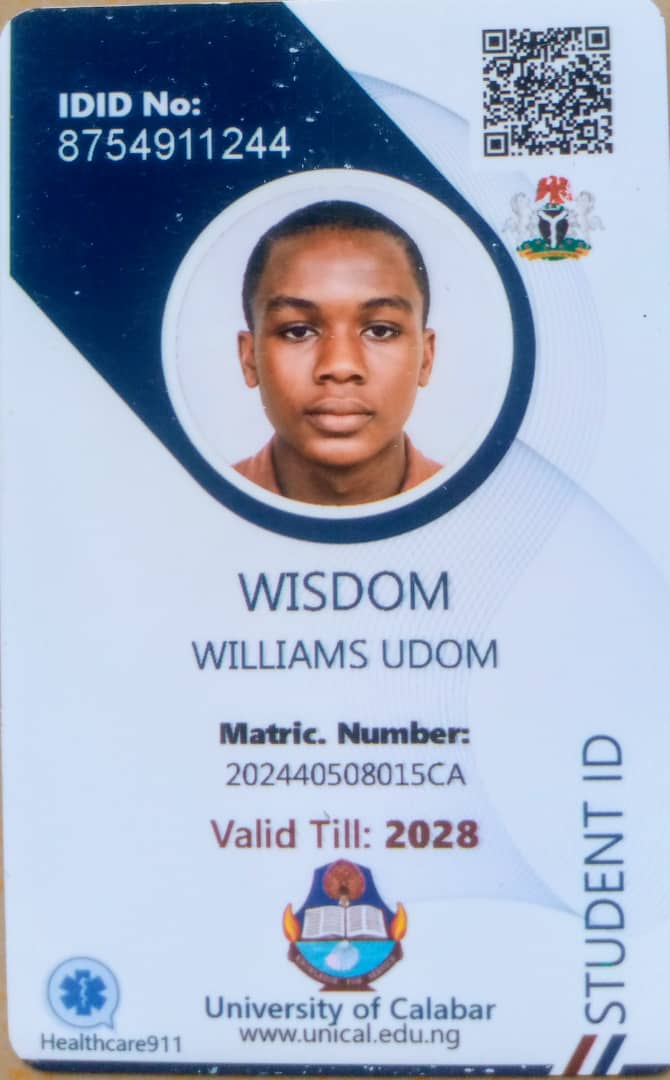 IDID No:
8754911244
WISDOM
WILLIAMS UDOM
Matric. Number:
202440508015CA
Valid Till: 2028
University of Calabar
www.unical.edu.ng
Healthcare911
STUDENT ID